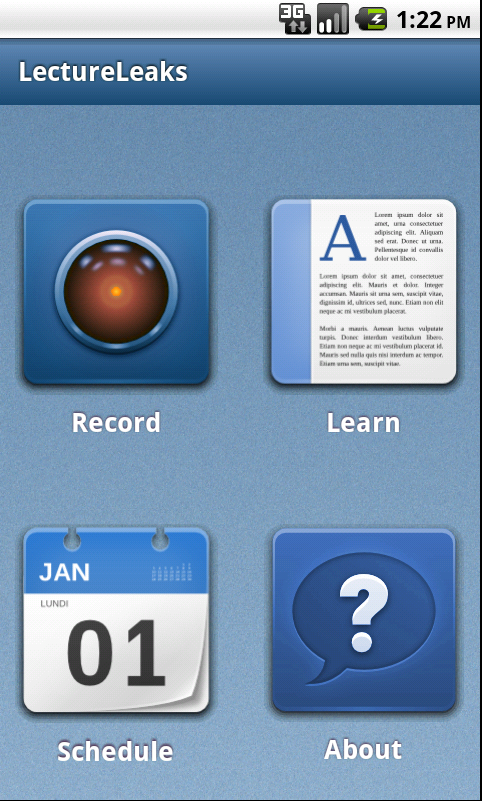 3G 1:22 PM
LectureLeaks
A
Lorem ipsum dolor sit
amet, urna consectetuer
adipiscing elit. Aliquam
sed erat. Donec ut urna.
Pellentesque id convallis
dolor vel libero.
Lorem ipsum dolor sit amet, consectetuer
adipiscing elit. Mauris et dolor. Integer
accumsan. Mauris sit urna sem, suscipit vitae,
dignissim id, ultrices sed, nunc. Etiam non elit
neque ac mi vestibulum placerat.
Morbi a mauris. Aenean luctus vulputate
turpis. Donec interdum vestibulum libero.
Etiam non neque ac mi vestibulum placerat id.
Mauris sed nulla quis nisi interdum ac tempor.
Etiam urna sem, suscipit vitae.
Record
Learn
JAN
LUNDI
01
?
Schedule
About